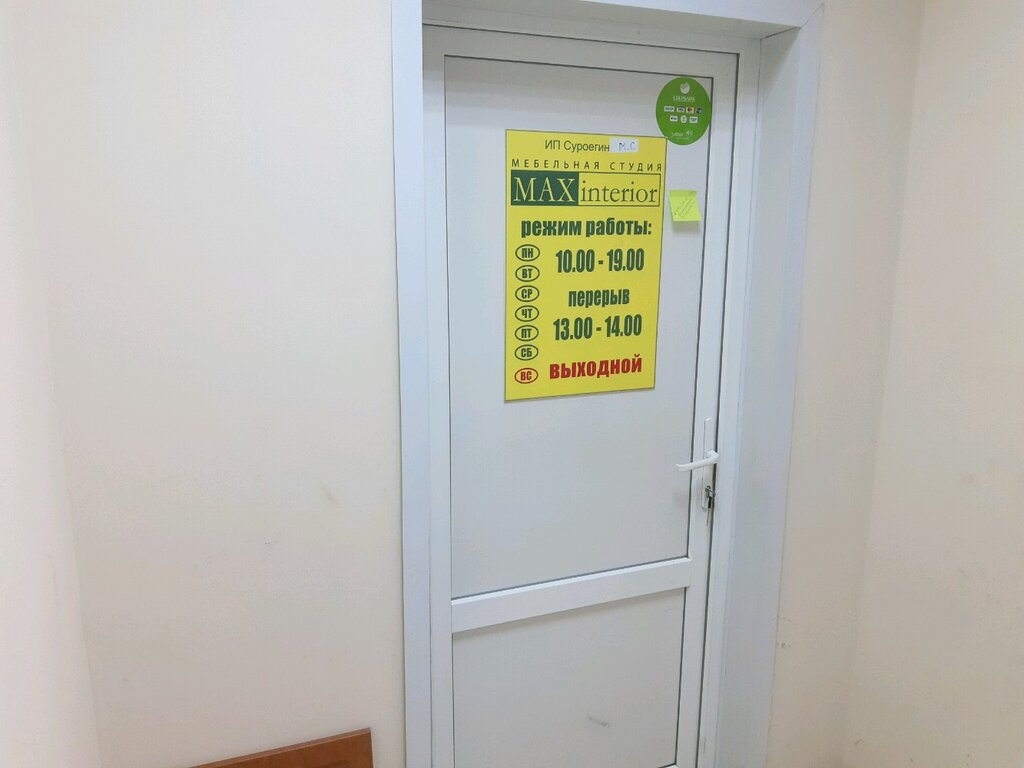 СБЕРБАНК
ИП Суроегин М.С
МЕБЕЛЬНАЯ СТУДИЯ
MAX interior
режим работы:
ПН
10.00 - 19.00
ВТ
СР
перерыв
ЧТ
13.00 - 14.00
ПТ
СБ
ВС
ВЫХОДНОЙ